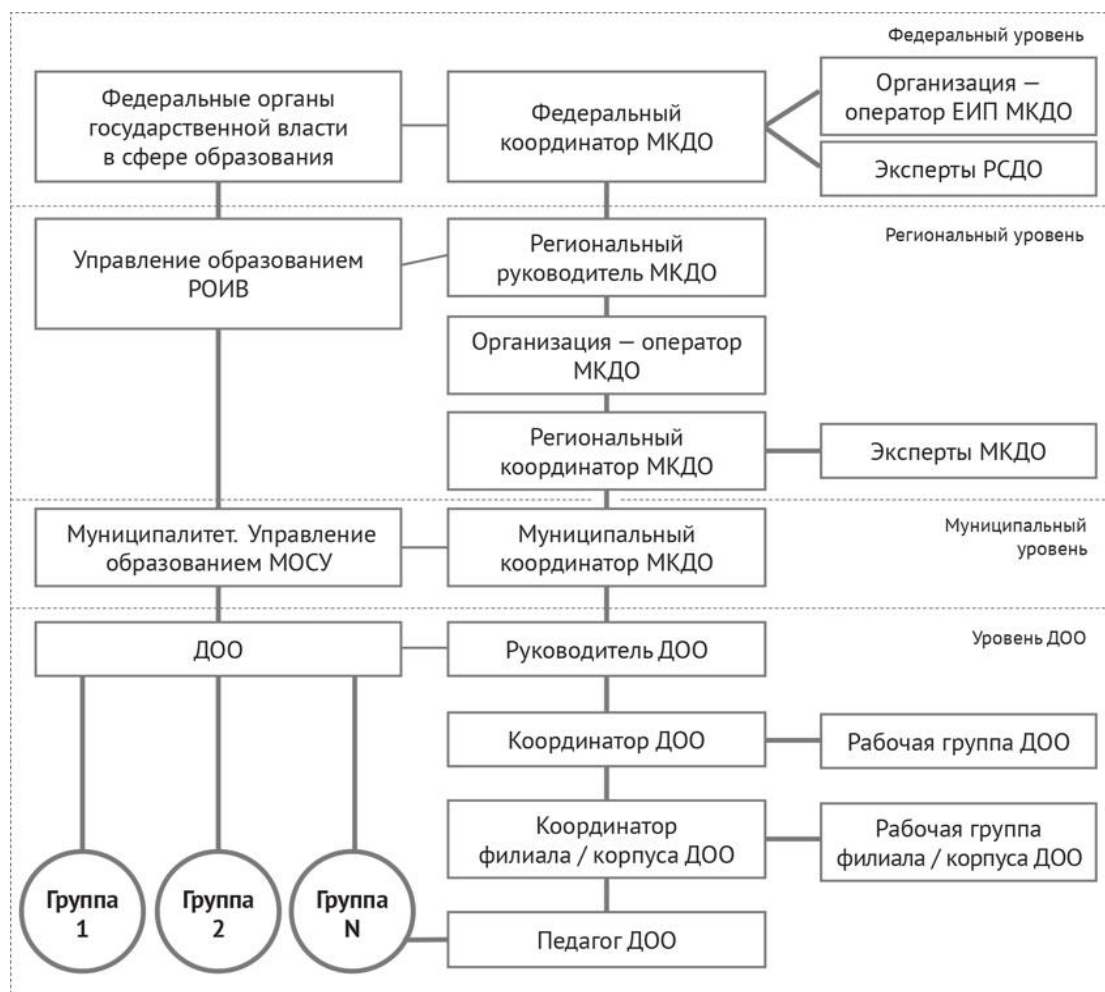 Федеральный уровень
Федеральные органы
государственной власти
в сфере образования
Федеральный
координатор МКДО
Организация —
оператор ЕИП МКДО
Эксперты РСДО
Региональный уровень
Управление образованием
РОИВ
Региональный
руководитель МКДО
Организация — оператор
МКДО
Региональный
координатор МКДО
Эксперты МКДО
Муниципальный
уровень
Муниципалитет. Управление
образованием МОСУ
Муниципальный
координатор МКДО
Уровень ДОО
ДОО
Руководитель ДОО
Координатор ДОО
Рабочая группа ДОО
Координатор
филиала / корпуса ДОО
Рабочая группа
филиала / корпуса ДОО
Группа
1
Группа
2
Группа
N
Педагог ДОО